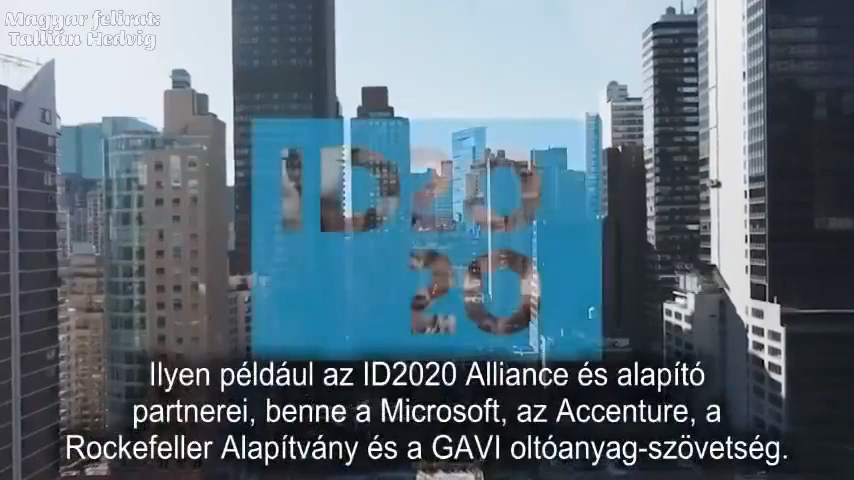 Magyar felirat:
Tallián Hedvig
ID20
20
Ilyen például az ID2020 Alliance és alapító
partnerei, benne a Microsoft, az Accenture, a
Rockefeller Alapítvány és a GAVI oltóanyag-szövetség.